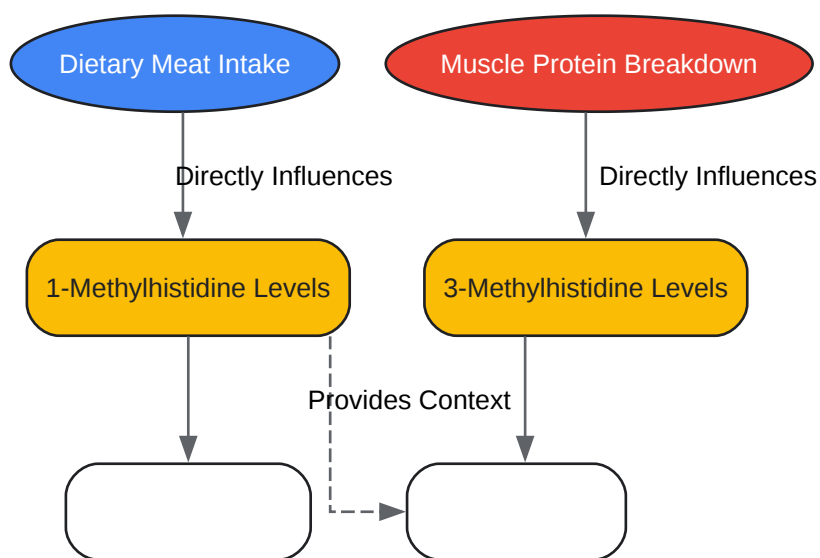 Dietary Meat Intake
Muscle Protein Breakdown
Directly Influences
Directly Influences
1-Methylhistidine Levels
3-Methylhistidine Levels
Provides Context